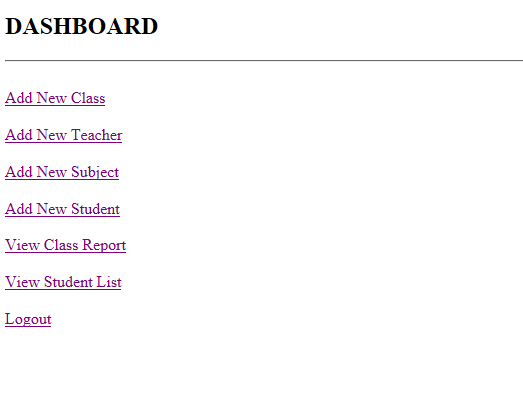 DASHBOARD
Add New Class
Add New Teacher
Add New Subject
Add New Student
View Class Report
View Student List
Logout